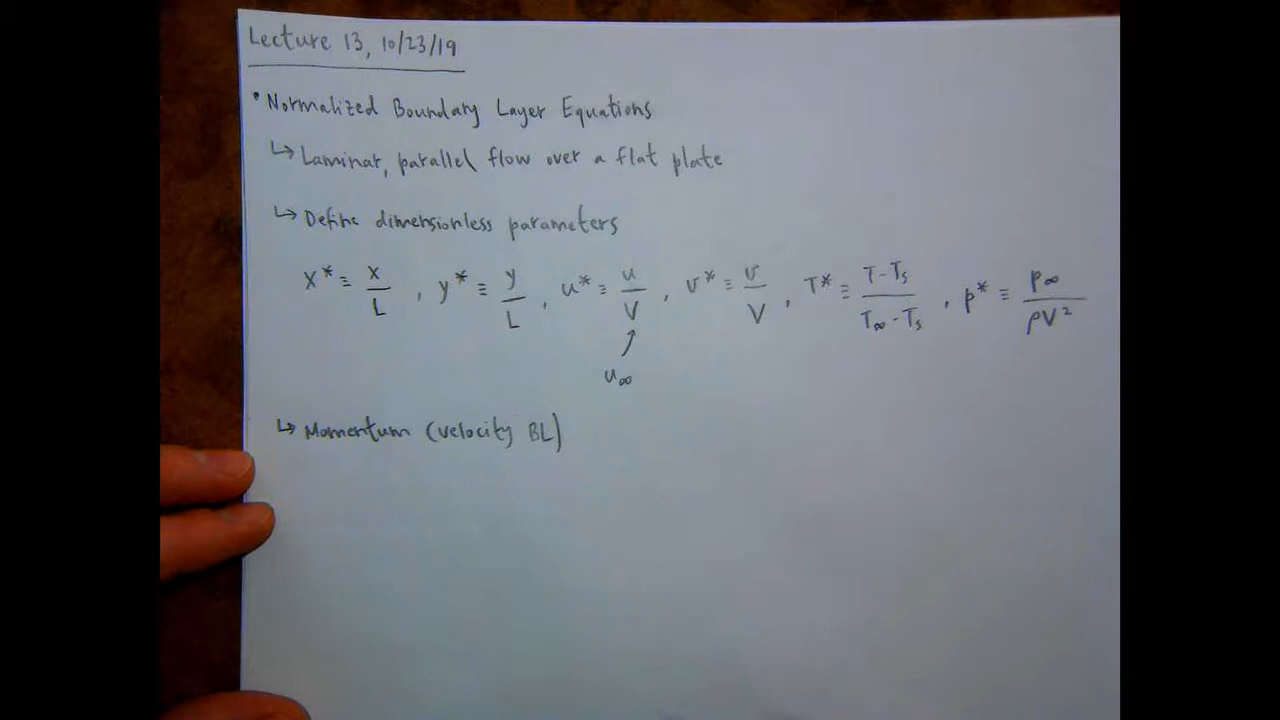 Lecture 13, 10/23/19
• Normalized Boundary Layer Equations
↳ Laminar, parallel flow over a flat plate
↳ Define dimensionless parameters
x* ≡ x/L , y* ≡ y/L , u* ≡ u/V , v* ≡ v/V , T* ≡ (T-Ts)/(T∞-Ts) , p* ≡ p∞/ρV²
u∞
↳ Momentum (velocity BL)